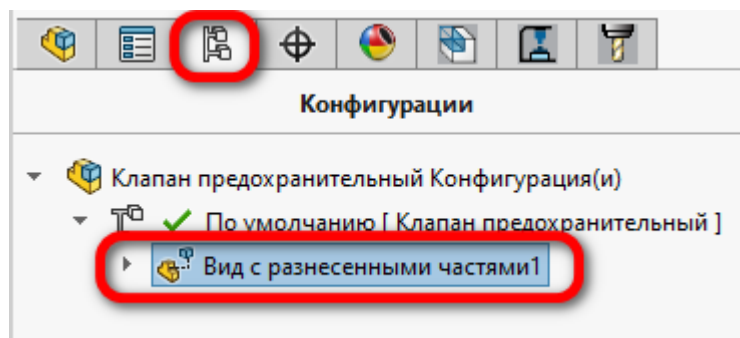 Конфигурации
Клапан предохранительный Конфигурация(и)
По умолчанию [ Клапан предохранительный ]
Вид с разнесенными частями1